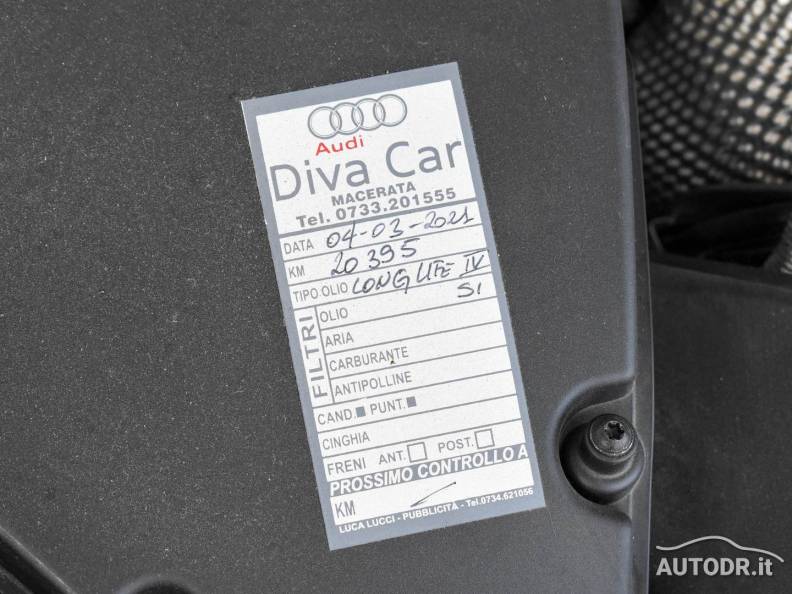 Audi
Diva Car
MACERATA
Tel. 0733.201555
DATA 04-03-2021
KM 20395
TIPO OLIO LONG LIFE IV
FILTRI
OLIO SI
ARIA
CARBURANTE
ANTIPOLLINE
CAND. PUNT.
CINGHIA
FRENI ANT. POST.
PROSSIMO CONTROLLO A
KM
LUCA LUCCI - PUBBLICITÀ - Tel.0734.621056
AUTODR.it